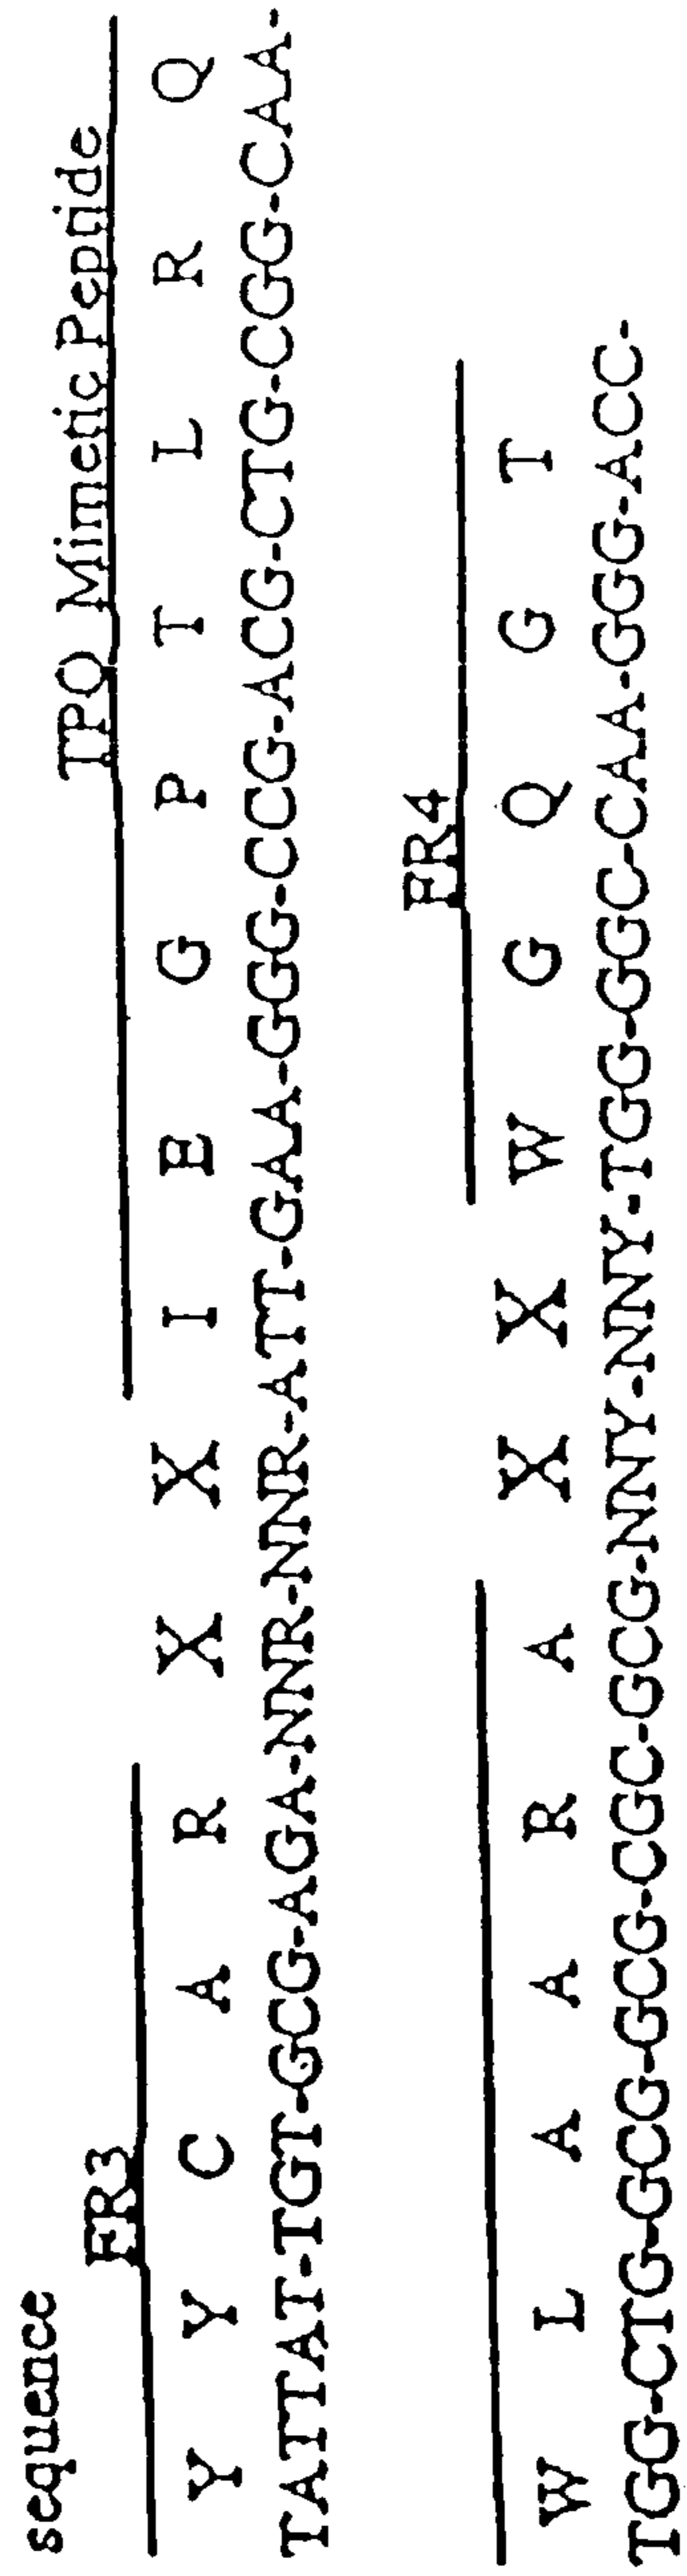 sequence
FR3 TPO Mimetic Peptide
Y Y C A R X X I E G P T L R Q
TATTAT-TGT-GCG-AGA-NNR-NNR-ATT-GAA-GGG-CCG-ACG-CTG-CGG-CAA-
FR4
W L A A R A X X W G Q G T
TGG-CTG-GCG-GCG-CGC-GCG-NNY-NNY-TGG-GGC-CAA-GGG-ACC-